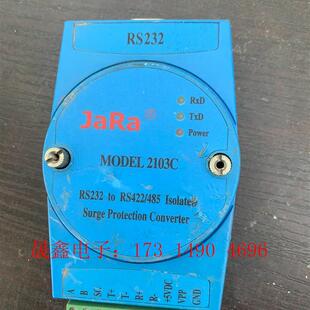 RS232
RxD
TxD
Power
JaRa
MODEL 2103C
RS232 to RS422/485 Isolated
Surge Protection Converter
晟鑫电子：173 1490 4696
A B SG T+ T- R+ R- +5VDC VPP GND